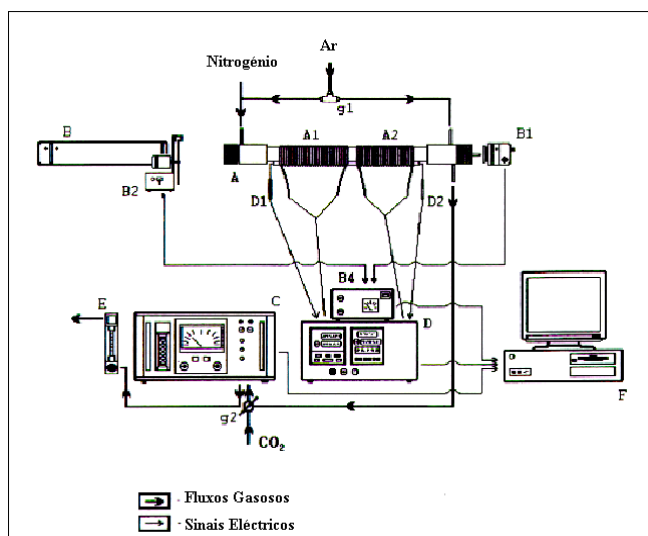 Ar
Nitrogénio
g1
A1 A2
B B1
A
B2
D1 D2
B4
E C D
F
g2
CO₂
- Fluxos Gasosos
- Sinais Eléctricos